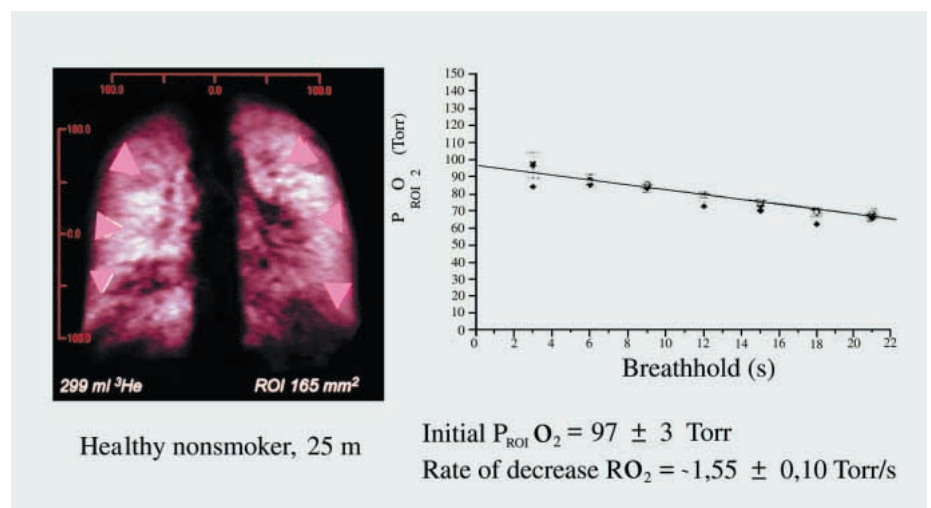 100.0 0.0 100.0
100.0
0.0
100.0
299 ml ³He ROI 165 mm²
Healthy nonsmoker, 25 m
P_ROI O_2 (Torr)
150
140
130
120
110
100
90
80
70
60
50
40
30
20
10
0
0 2 4 6 8 10 12 14 16 18 20 22
Breathhold (s)
Initial P_ROI O₂ = 97 ± 3 Torr
Rate of decrease RO₂ = -1,55 ± 0,10 Torr/s